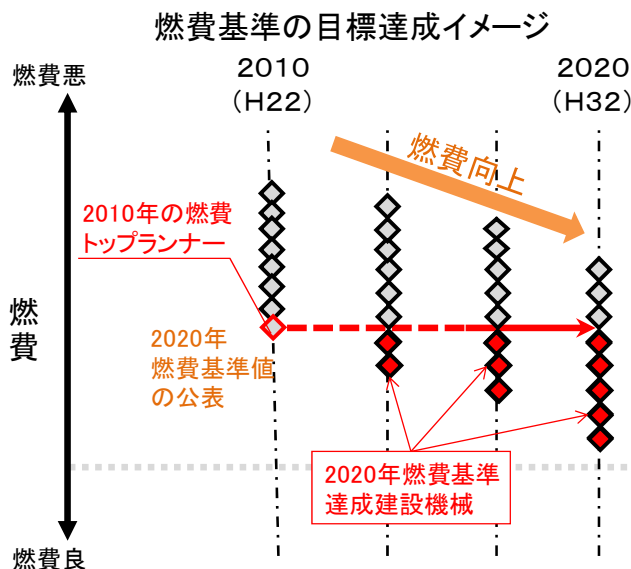 燃費基準の目標達成イメージ
燃費悪
2010
（H22）
2020
（H32）
燃費向上
2010年の燃費
トップランナー
燃
費
2020年
燃費基準値
の公表
2020年燃費基準
達成建設機械
燃費良